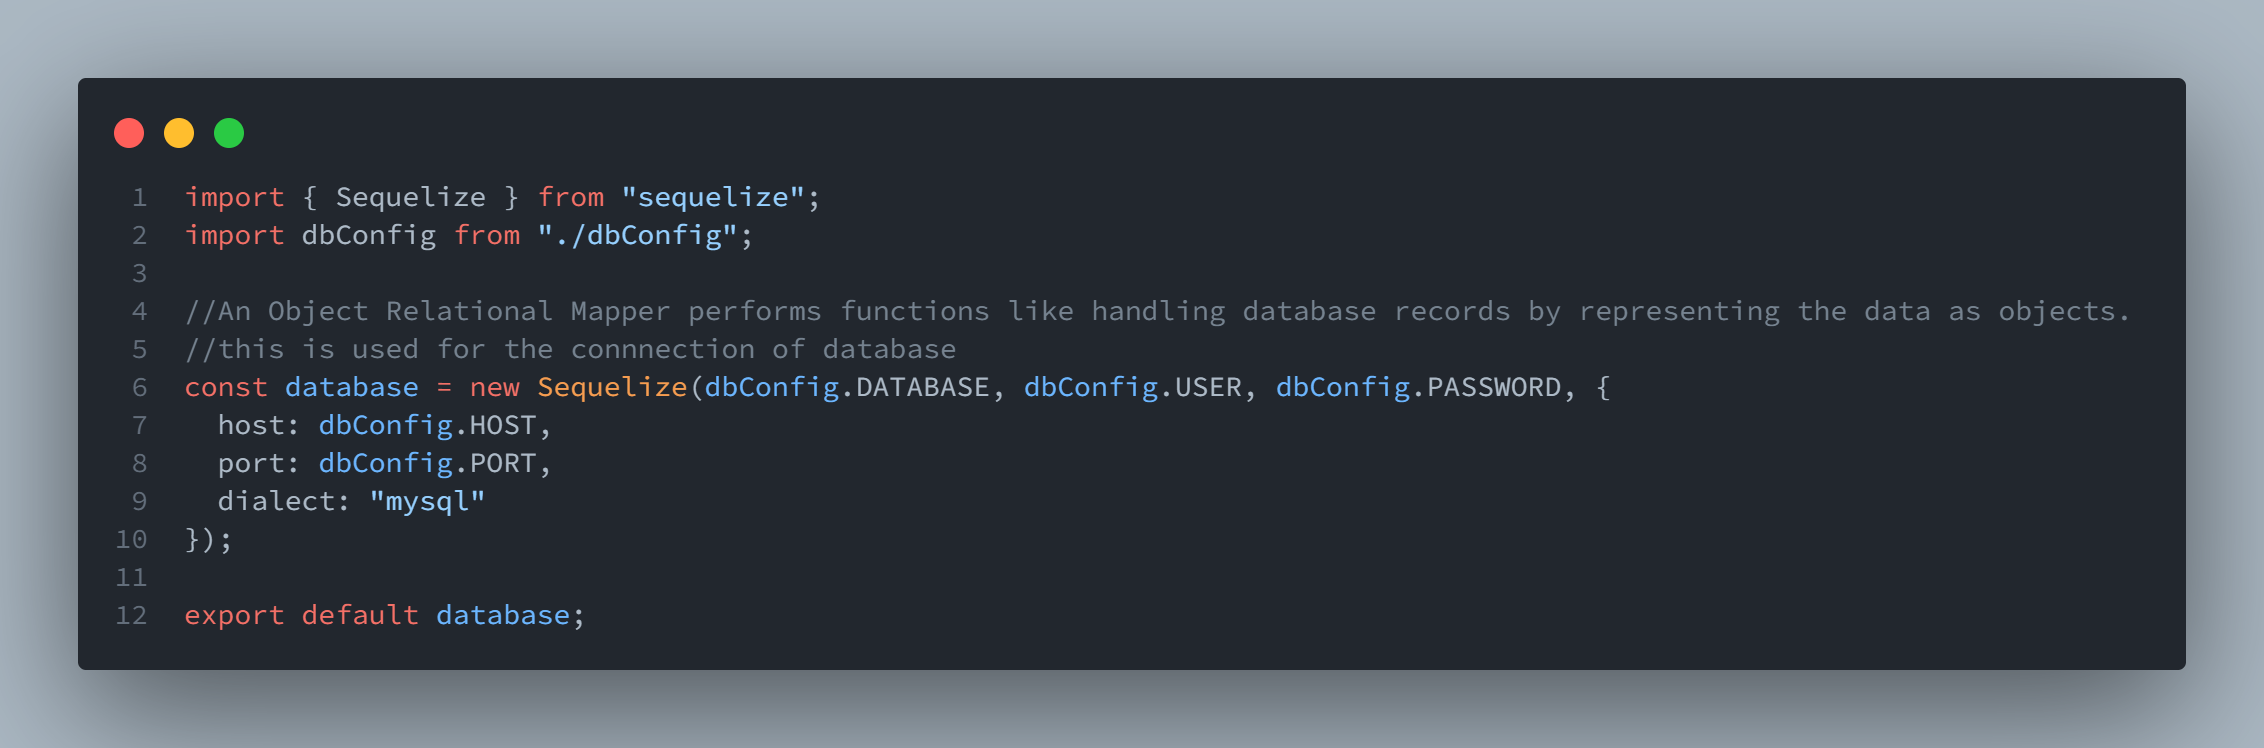 1 import { Sequelize } from "sequelize";
2 import dbConfig from "./dbConfig";
3
4 //An Object Relational Mapper performs functions like handling database records by representing the data as objects.
5 //this is used for the connnection of database
6 const database = new Sequelize(dbConfig.DATABASE, dbConfig.USER, dbConfig.PASSWORD, {
7   host: dbConfig.HOST,
8   port: dbConfig.PORT,
9   dialect: "mysql"
10 });
11
12 export default database;